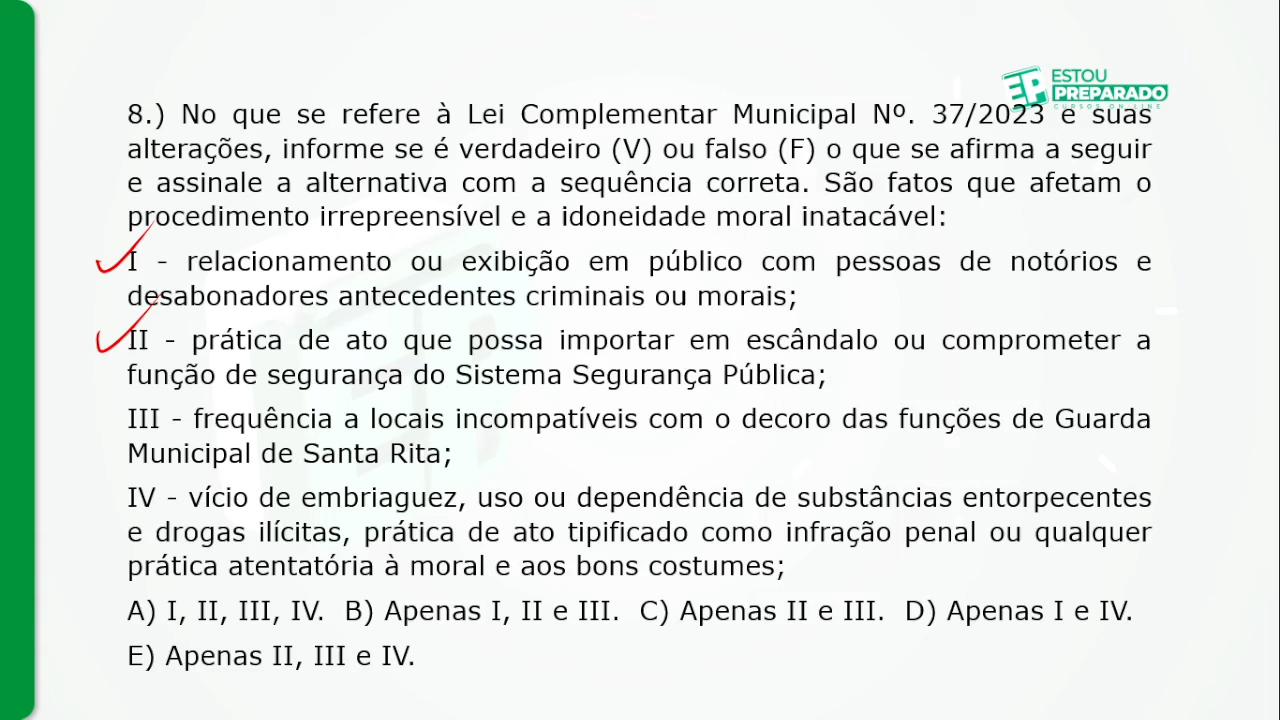 ESTOU
PREPARADO
CURSOS ON-LINE
8.) No que se refere à Lei Complementar Municipal Nº. 37/2023 e suas
alterações, informe se é verdadeiro (V) ou falso (F) o que se afirma a seguir
e assinale a alternativa com a sequência correta. São fatos que afetam o
procedimento irrepreensível e a idoneidade moral inatacável:
I - relacionamento ou exibição em público com pessoas de notórios e
desabonadores antecedentes criminais ou morais;
II - prática de ato que possa importar em escândalo ou comprometer a
função de segurança do Sistema Segurança Pública;
III - frequência a locais incompatíveis com o decoro das funções de Guarda
Municipal de Santa Rita;
IV - vício de embriaguez, uso ou dependência de substâncias entorpecentes
e drogas ilícitas, prática de ato tipificado como infração penal ou qualquer
prática atentatória à moral e aos bons costumes;
A) I, II, III, IV. B) Apenas I, II e III. C) Apenas II e III. D) Apenas I e IV.
E) Apenas II, III e IV.